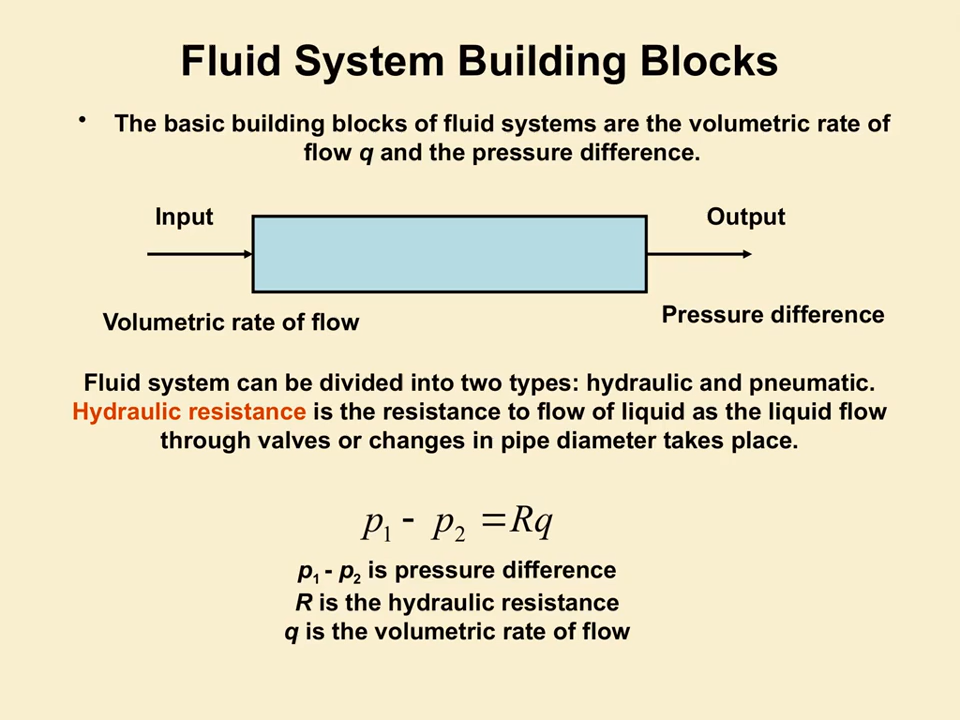 Fluid System Building Blocks
• The basic building blocks of fluid systems are the volumetric rate of
flow q and the pressure difference.
Input
Output
Volumetric rate of flow
Pressure difference
Fluid system can be divided into two types: hydraulic and pneumatic.
Hydraulic resistance is the resistance to flow of liquid as the liquid flow
through valves or changes in pipe diameter takes place.
p₁ - p₂ = Rq
p₁ - p₂ is pressure difference
R is the hydraulic resistance
q is the volumetric rate of flow